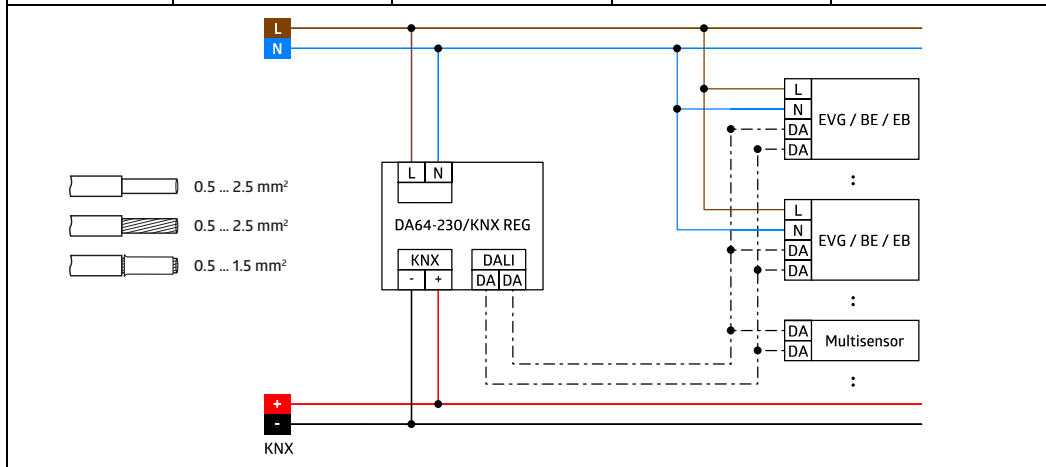 L
N
L
N
DA
DA
EVG / BE / EB
:
L N
0.5 ... 2.5 mm²
0.5 ... 2.5 mm²
0.5 ... 1.5 mm²
DA64-230/KNX REG
KNX
- +
DALI
DA DA
L
N
DA
DA
EVG / BE / EB
:
DA
DA
Multisensor
:
+
-
KNX